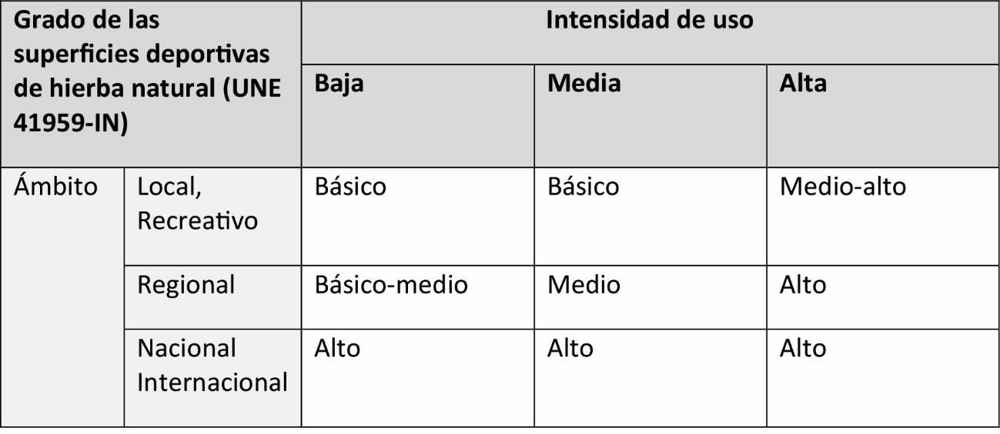 Grado de las
superficies deportivas
de hierba natural (UNE
41959-IN)
Intensidad de uso
Baja
Media
Alta
Ámbito
Local,
Recreativo
Básico
Básico
Medio-alto
Regional
Básico-medio
Medio
Alto
Nacional
Internacional
Alto
Alto
Alto